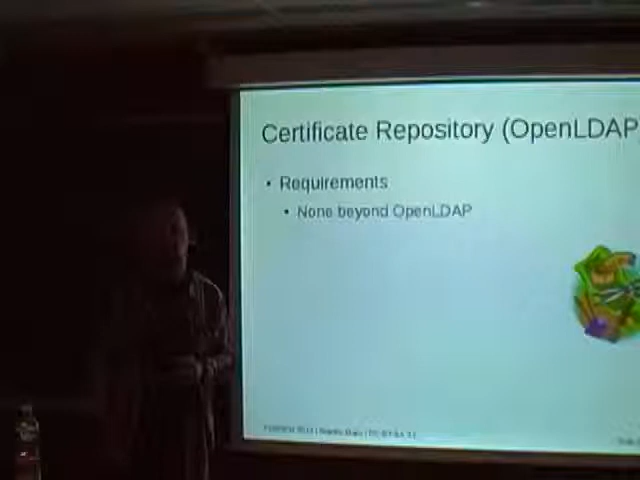 Certificate Repository (OpenLDAP
• Requirements
• None beyond OpenLDAP